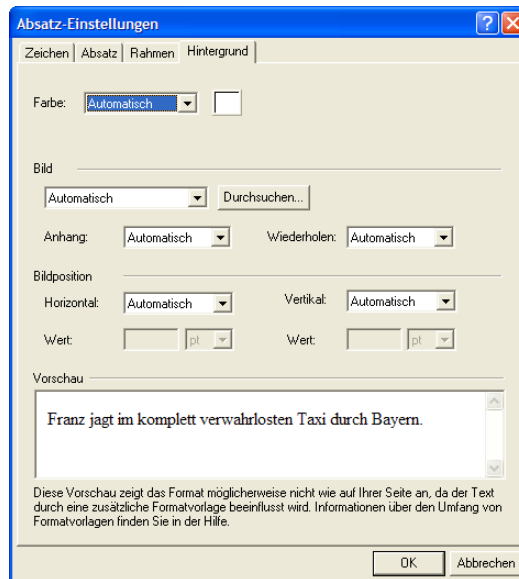 Absatz-Einstellungen
Zeichen Absatz Rahmen Hintergrund
Farbe: Automatisch
Bild
Automatisch Durchsuchen...
Anhang: Automatisch Wiederholen: Automatisch
Bildposition
Horizontal: Automatisch Vertikal: Automatisch
Wert: pt Wert: pt
Vorschau
Franz jagt im komplett verwahrlosten Taxi durch Bayern.
Diese Vorschau zeigt das Format möglicherweise nicht wie auf Ihrer Seite an, da der Text
durch eine zusätzliche Formatvorlage beeinflusst wird. Informationen über den Umfang von
Formatvorlagen finden Sie in der Hilfe.
OK Abbrechen